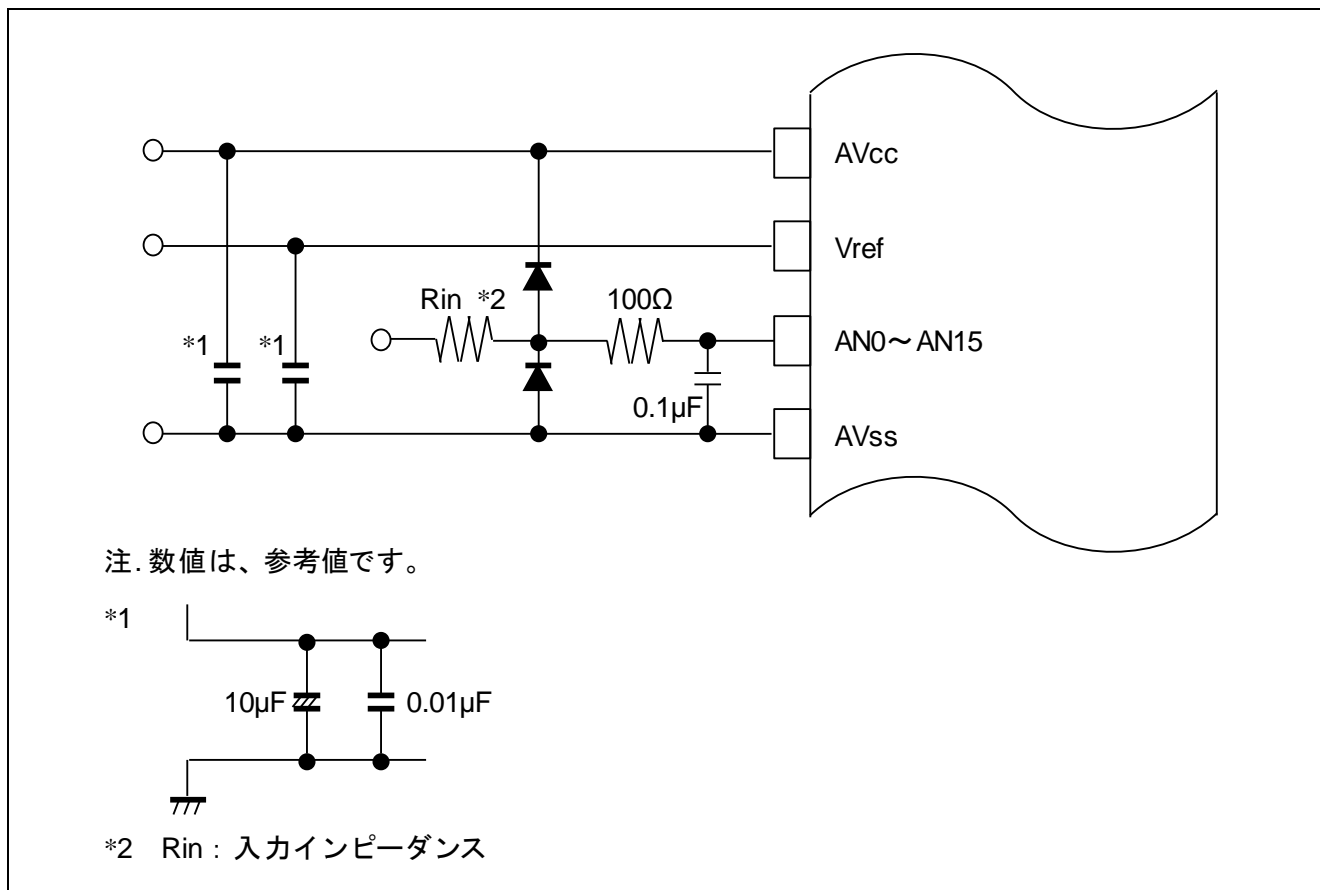 AVcc
Vref
Rin *2
100Ω
*1
*1
AN0～AN15
0.1µF
AVss
注. 数値は、参考値です。
*1
10µF
0.01µF
*2 Rin : 入力インピーダンス